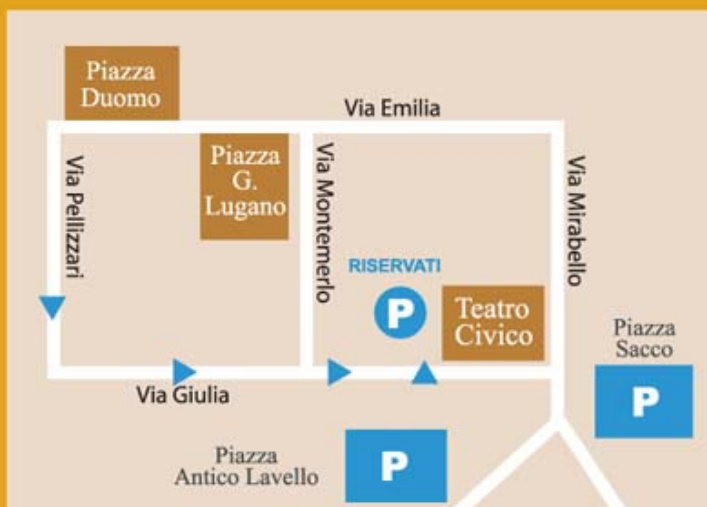 Piazza
Duomo
Via Emilia
Via Pellizzari
Piazza
G.
Lugano
Via Montemerlo
Via Mirabello
RISERVATI
P
Teatro
Civico
Piazza
Sacco
P
Via Giulia
Piazza
Antico Lavello
P